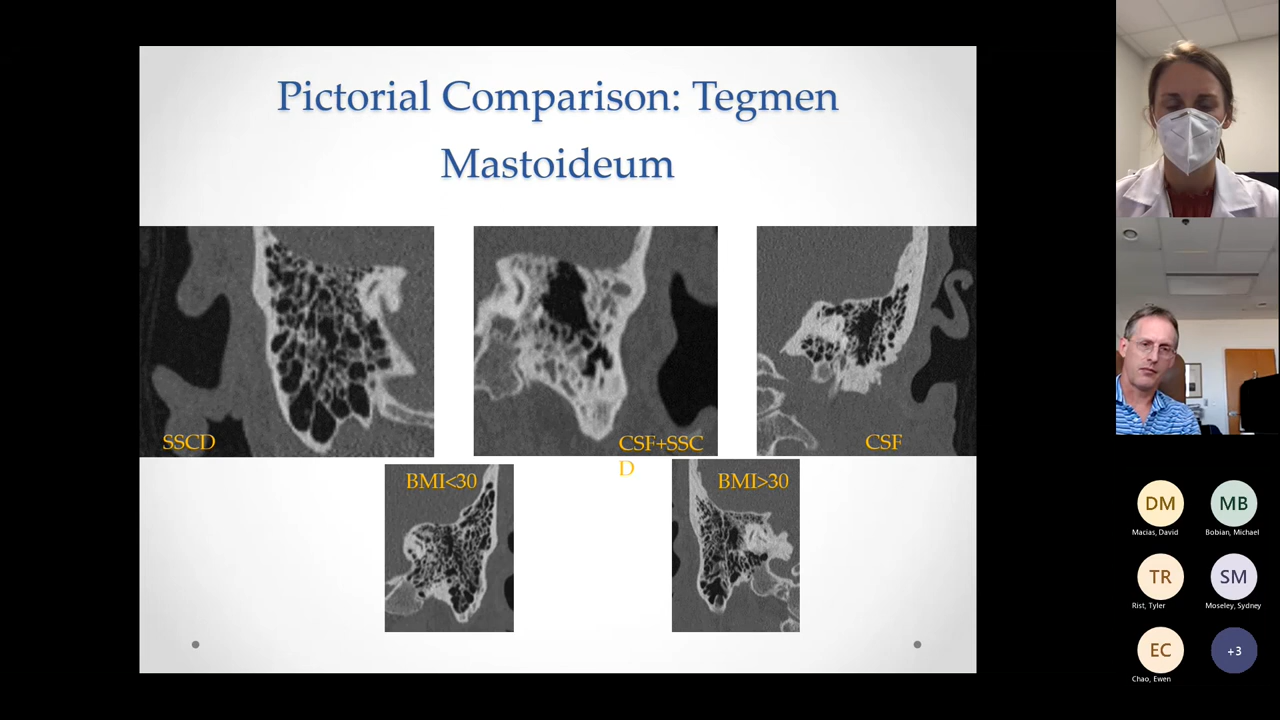 Pictorial Comparison: Tegmen
Mastoideum
SSCD
CSF+SSC
D
CSF
BMI<30
BMI>30
DM
Macias, David
MB
Bobian, Michael
TR
Rist, Tyler
SM
Moseley, Sydney
EC
Chao, Ewen
+3